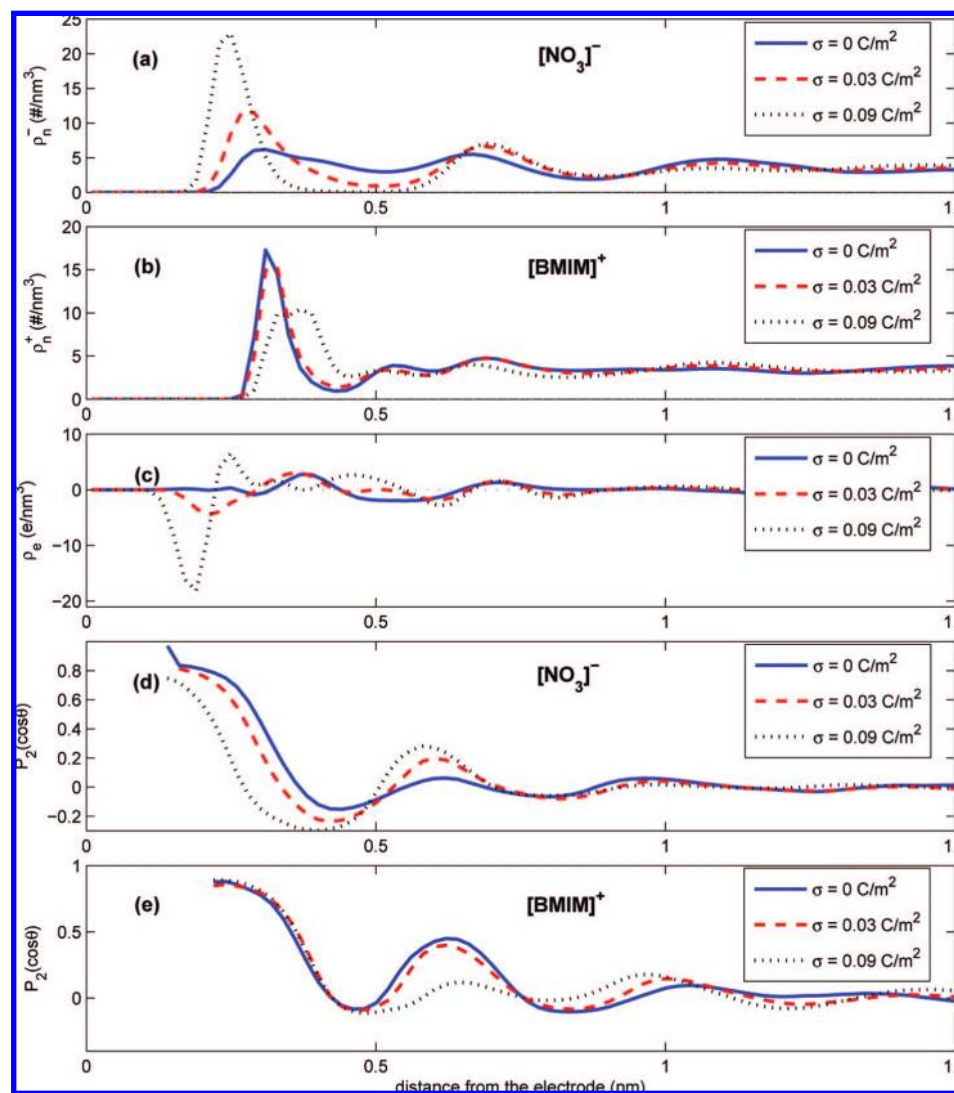 25
20
15
10
5
0
ρn⁻ (#/nm³)
(a)
[NO₃]⁻
σ = 0 C/m²
σ = 0.03 C/m²
σ = 0.09 C/m²
0 0.5 1 1.
20
15
10
5
0
ρn⁺ (#/nm³)
(b)
[BMIM]⁺
σ = 0 C/m²
σ = 0.03 C/m²
σ = 0.09 C/m²
0 0.5 1 1.
10
0
−10
−20
ρe (e/nm³)
(c)
σ = 0 C/m²
σ = 0.03 C/m²
σ = 0.09 C/m²
0 0.5 1 1.
0.8
0.6
0.4
0.2
0
−0.2
P₂(cosθ)
(d)
[NO₃]⁻
σ = 0 C/m²
σ = 0.03 C/m²
σ = 0.09 C/m²
0 0.5 1 1.
1
0.5
0
P₂(cosθ)
(e)
[BMIM]⁺
σ = 0 C/m²
σ = 0.03 C/m²
σ = 0.09 C/m²
0 0.5 1 1.
distance from the electrode (nm)